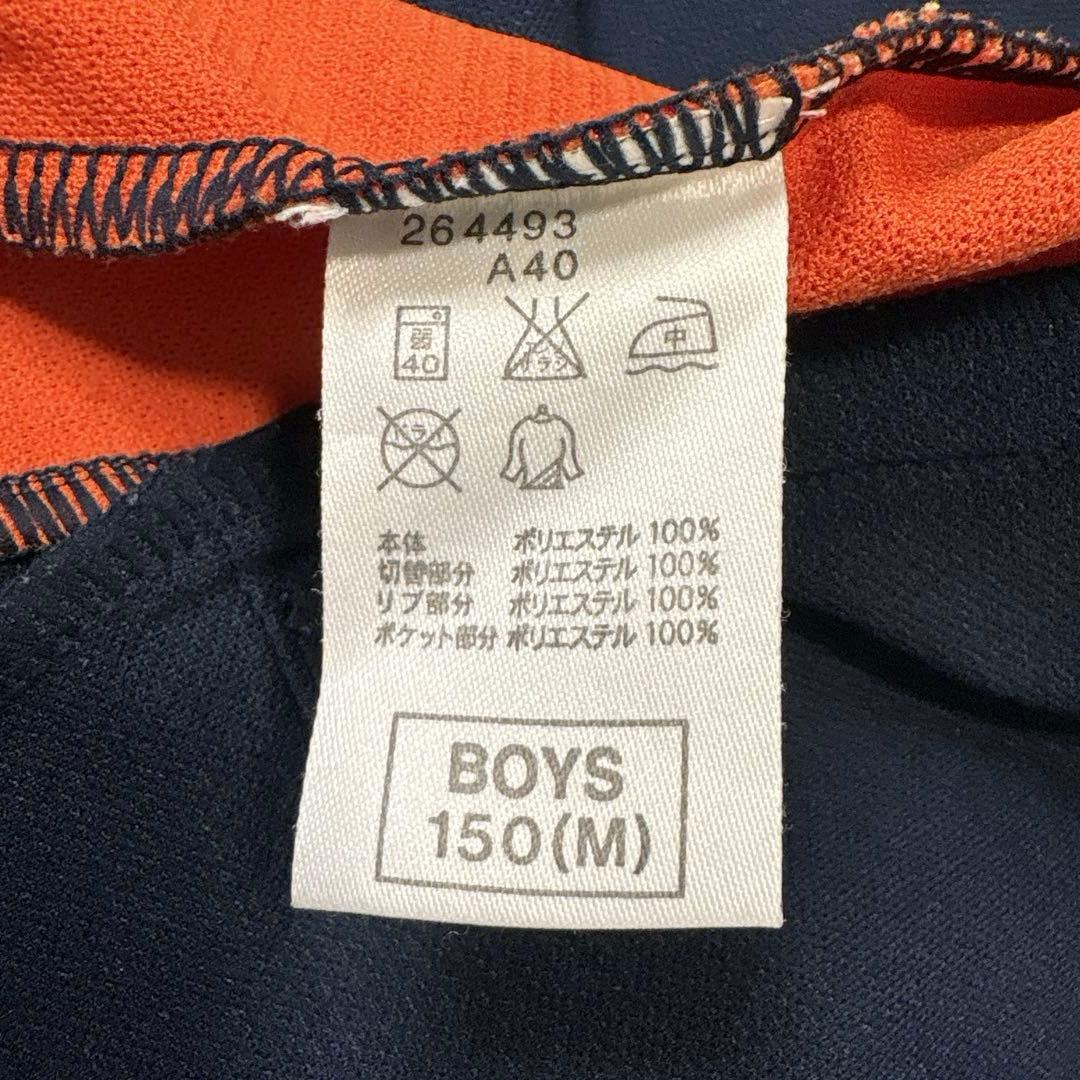 264493
A40
弱
40
中
本体 ポリエステル 100%
切替部分 ポリエステル 100%
リブ部分 ポリエステル 100%
ポケット部分 ポリエステル 100%
BOYS
150(M)